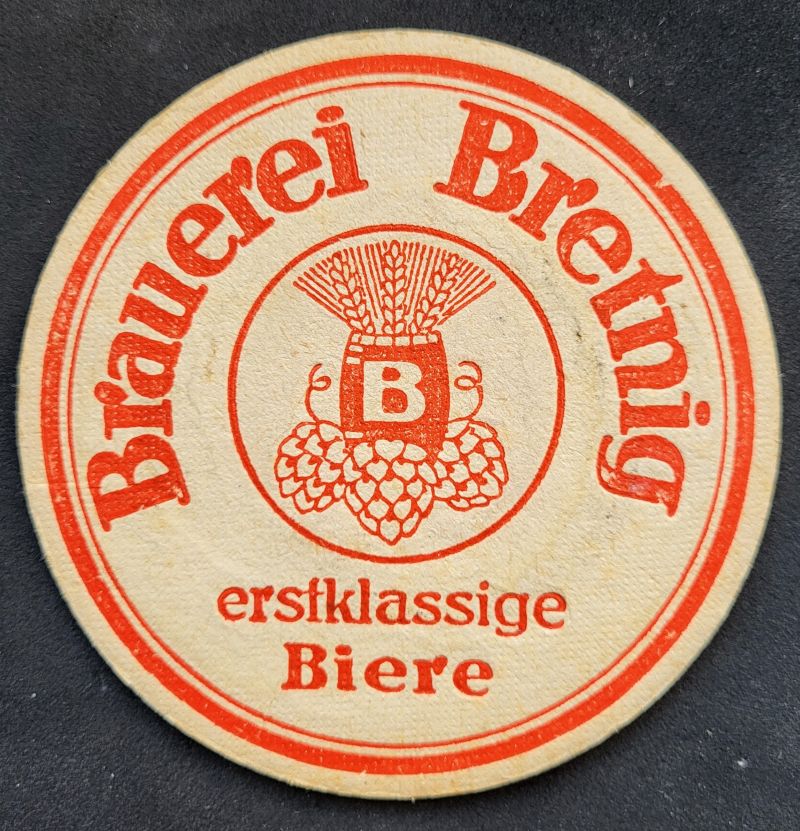 Brauerei Bretnig
B
erstklassige
Biere